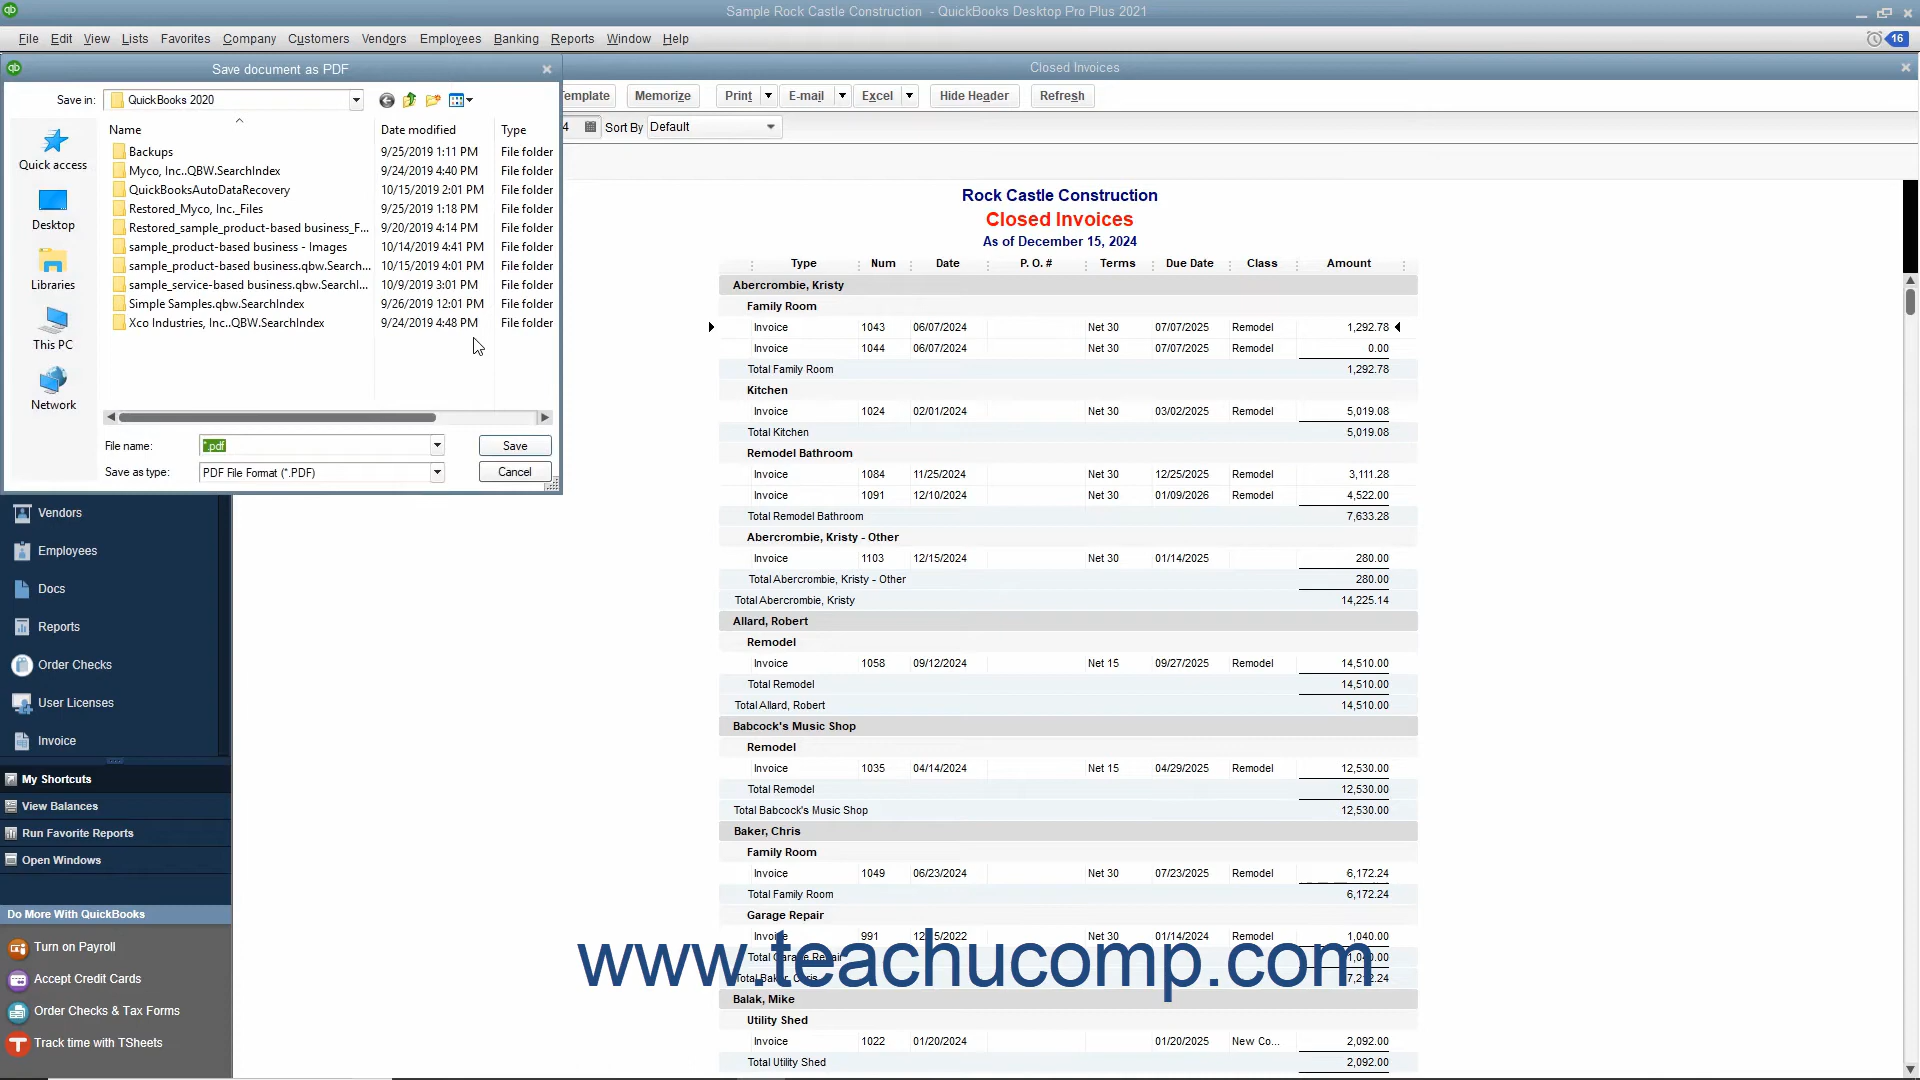 Sample Rock Castle Construction - QuickBooks Desktop Pro Plus 2021
File Edit View Lists Favorites Company Customers Vendors Employees Banking Reports Window Help
16
Save document as PDF
Closed Invoices
Save in: QuickBooks 2020
Template Memorize Print E-mail Excel Hide Header Refresh
4 Sort By Default
Name Date modified Type
Backups 9/25/2019 1:11 PM File folder
Myco, Inc..QBW.SearchIndex 9/24/2019 4:40 PM File folder
QuickBooksAutoDataRecovery 10/15/2019 2:01 PM File folder
Restored_Myco, Inc._Files 9/25/2019 1:18 PM File folder
Restored_sample_product-based business_F... 9/20/2019 4:14 PM File folder
sample_product-based business - Images 10/14/2019 4:41 PM File folder
sample_product-based business.qbw.Search... 10/15/2019 4:01 PM File folder
sample_service-based business.qbw.SearchI... 10/9/2019 3:01 PM File folder
Simple Samples.qbw.SearchIndex 9/26/2019 12:01 PM File folder
Xco Industries, Inc..QBW.SearchIndex 9/24/2019 4:48 PM File folder
Quick access
Desktop
Libraries
This PC
Network
File name: *.pdf Save
Save as type: PDF File Format (*.PDF) Cancel
Vendors
Employees
Docs
Reports
Order Checks
User Licenses
Invoice
My Shortcuts
View Balances
Run Favorite Reports
Open Windows
Do More With QuickBooks
Turn on Payroll
Accept Credit Cards
Order Checks & Tax Forms
Track time with TSheets
Rock Castle Construction
Closed Invoices
As of December 15, 2024
Type Num Date P. O. # Terms Due Date Class Amount
Abercrombie, Kristy
Family Room
Invoice 1043 06/07/2024 Net 30 07/07/2025 Remodel 1,292.78
Invoice 1044 06/07/2024 Net 30 07/07/2025 Remodel 0.00
Total Family Room 1,292.78
Kitchen
Invoice 1024 02/01/2024 Net 30 03/02/2025 Remodel 5,019.08
Total Kitchen 5,019.08
Remodel Bathroom
Invoice 1084 11/25/2024 Net 30 12/25/2025 Remodel 3,111.28
Invoice 1091 12/10/2024 Net 30 01/09/2026 Remodel 4,522.00
Total Remodel Bathroom 7,633.28
Abercrombie, Kristy - Other
Invoice 1103 12/15/2024 Net 30 01/14/2025 280.00
Total Abercrombie, Kristy - Other 280.00
Total Abercrombie, Kristy 14,225.14
Allard, Robert
Remodel
Invoice 1058 09/12/2024 Net 15 09/27/2025 Remodel 14,510.00
Total Remodel 14,510.00
Total Allard, Robert 14,510.00
Babcock's Music Shop
Remodel
Invoice 1035 04/14/2024 Net 15 04/29/2025 Remodel 12,530.00
Total Remodel 12,530.00
Total Babcock's Music Shop 12,530.00
Baker, Chris
Family Room
Invoice 1049 06/23/2024 Net 30 07/23/2025 Remodel 6,172.24
Total Family Room 6,172.24
Garage Repair
Invoice 991 12/15/2022 Net 30 01/14/2024 Remodel 1,040.00
Total Garage Repair 1,040.00
Total Baker, Chris 7,212.24
www.teachucomp.com
Balak, Mike
Utility Shed
Invoice 1022 01/20/2024 01/20/2025 New Co... 2,092.00
Total Utility Shed 2,092.00